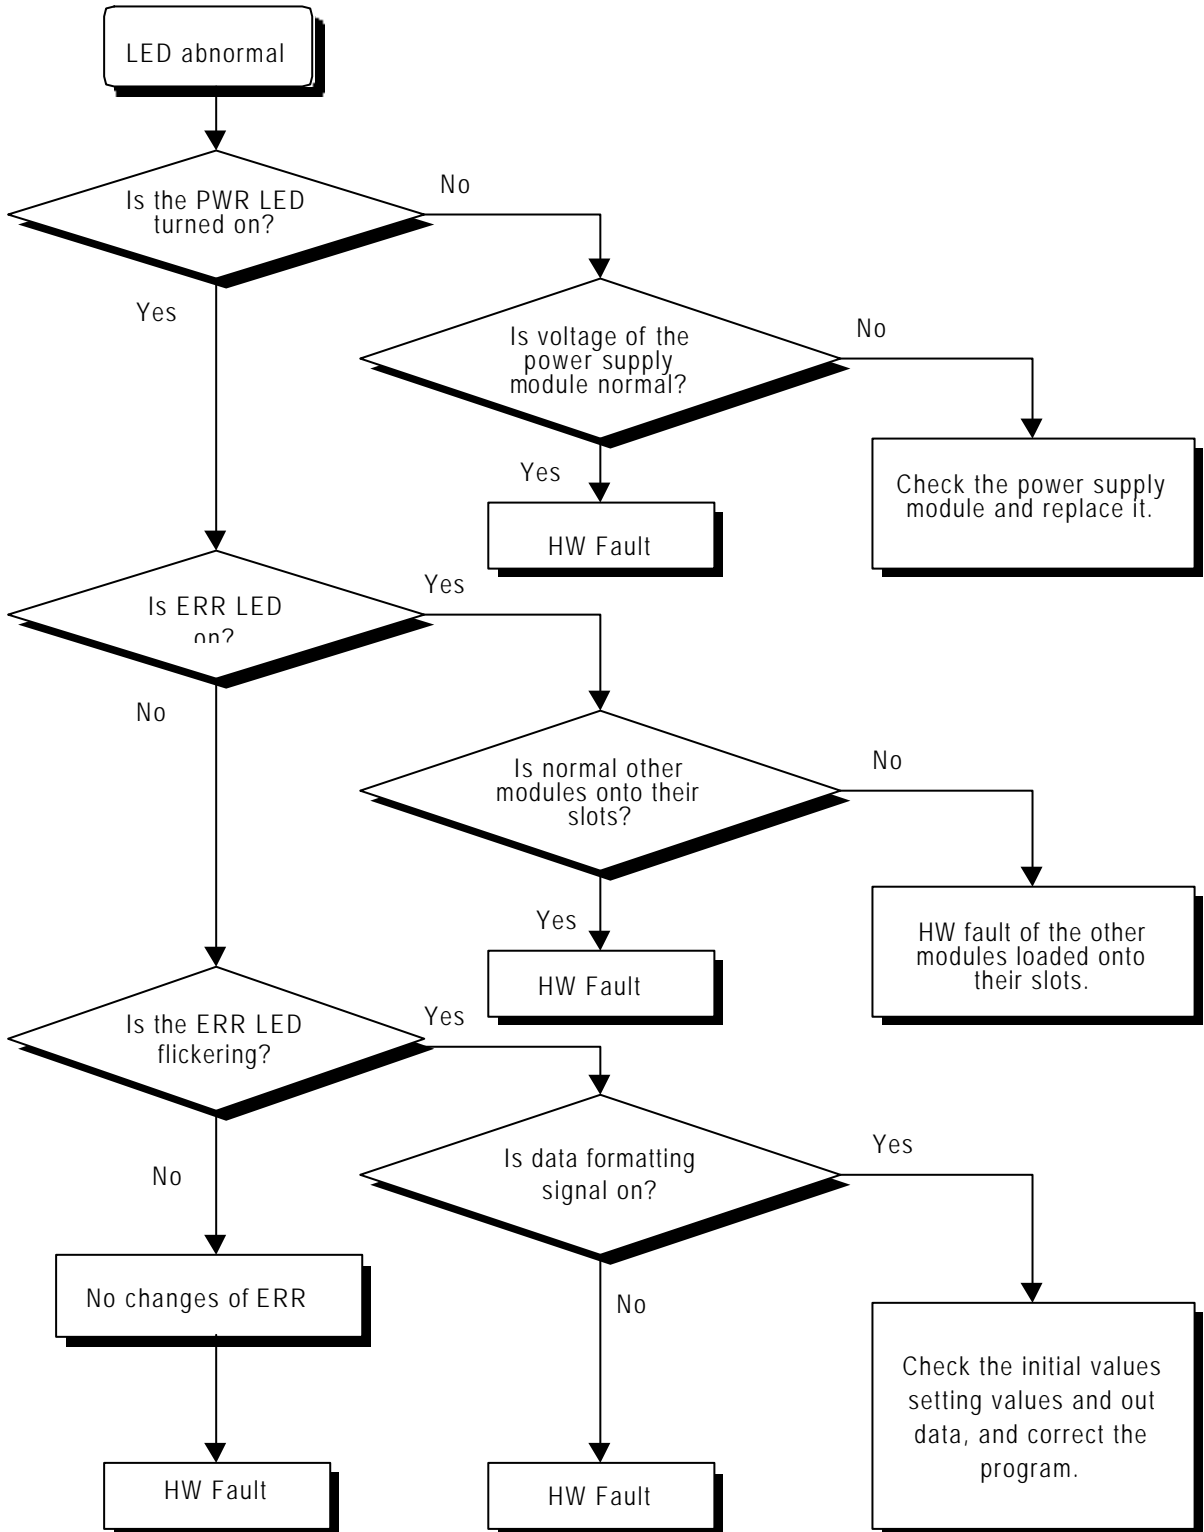 LED abnormal
Is the PWR LED
turned on?
No
Yes
Is voltage of the
power supply
module normal?
No
Yes
HW Fault
Check the power supply
module and replace it.
Is ERR LED
on?
Yes
No
Is normal other
modules onto their
slots?
No
Yes
HW Fault
HW fault of the other
modules loaded onto
their slots.
Is the ERR LED
flickering?
Yes
No
Is data formatting
signal on?
Yes
No
No changes of ERR
HW Fault
HW Fault
Check the initial values
setting values and out
data, and correct the
program.